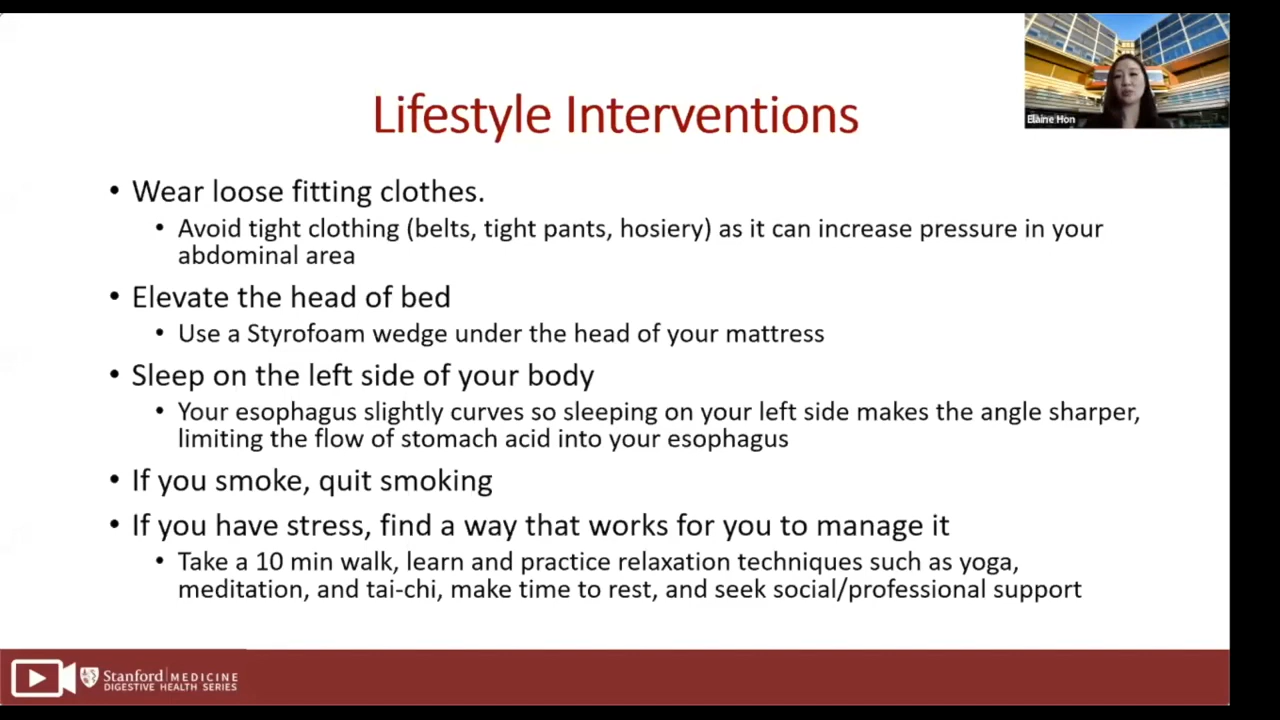 Elaine Hon
Lifestyle Interventions
• Wear loose fitting clothes.
• Avoid tight clothing (belts, tight pants, hosiery) as it can increase pressure in your
abdominal area
• Elevate the head of bed
• Use a Styrofoam wedge under the head of your mattress
• Sleep on the left side of your body
• Your esophagus slightly curves so sleeping on your left side makes the angle sharper,
limiting the flow of stomach acid into your esophagus
• If you smoke, quit smoking
• If you have stress, find a way that works for you to manage it
• Take a 10 min walk, learn and practice relaxation techniques such as yoga,
meditation, and tai-chi, make time to rest, and seek social/professional support
Stanford MEDICINE
DIGESTIVE HEALTH SERIES